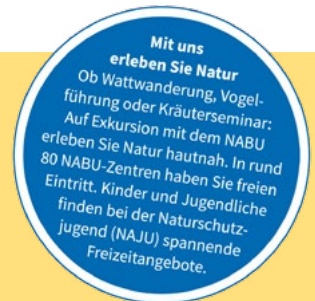 Mit uns
erleben Sie Natur
Ob Wattwanderung, Vogel-
führung oder Kräuterseminar:
Auf Exkursion mit dem NABU
erleben Sie Natur hautnah. In rund
80 NABU-Zentren haben Sie freien
Eintritt. Kinder und Jugendliche
finden bei der Naturschutz-
jugend (NAJU) spannende
Freizeitangebote.